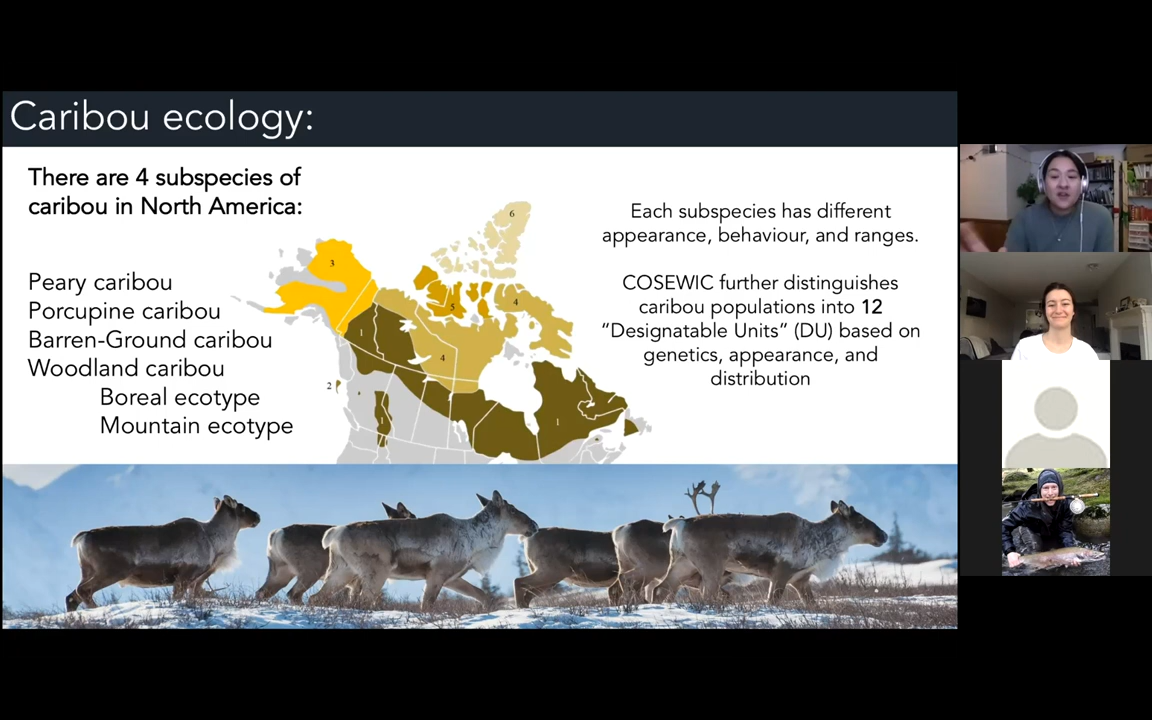 Caribou ecology:
There are 4 subspecies of
caribou in North America:
Peary caribou
Porcupine caribou
Barren-Ground caribou
Woodland caribou
Boreal ecotype
Mountain ecotype
6
3
5
4
1
4
2
1
1
Each subspecies has different
appearance, behaviour, and ranges.
COSEWIC further distinguishes
caribou populations into 12
“Designatable Units” (DU) based on
genetics, appearance, and
distribution